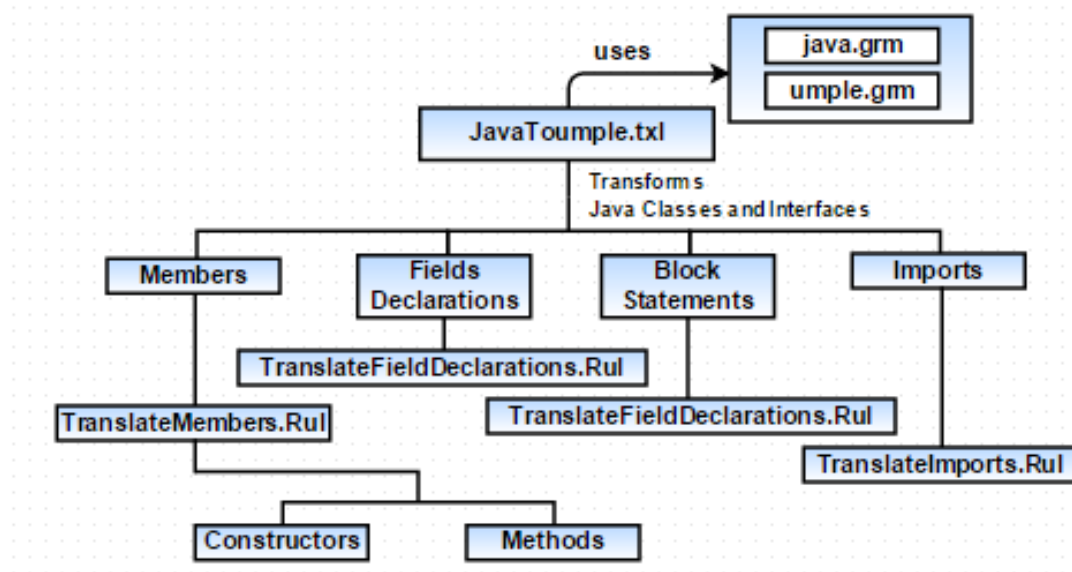 java.grm
uses
umple.grm
JavaToumple.txl
Transforms
Java Classes and Interfaces
Members
Fields
Declarations
Block
Statements
Imports
TranslateFieldDeclarations.Rul
TranslateMembers.Rul
TranslateFieldDeclarations.Rul
TranslateImports.Rul
Constructors
Methods